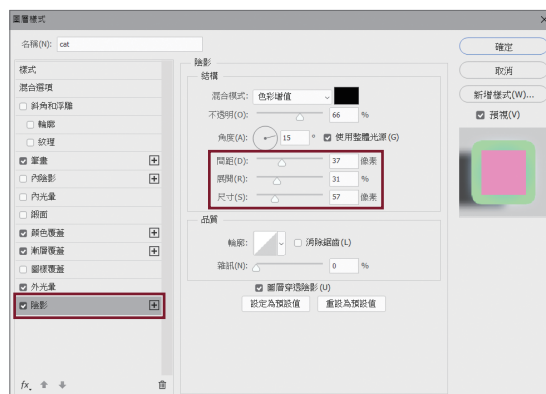 圖層樣式
名稱(N): cat
樣式
混合選項
斜角和浮雕
輪廓
紋理
筆畫
內陰影
內光暈
緞面
顏色覆蓋
漸層覆蓋
圖樣覆蓋
外光暈
陰影
fx
陰影
結構
混合模式: 色彩增值
不透明(O): 66 %
角度(A): 15 ° 使用整體光源(G)
間距(D): 37 像素
展開(R): 31 %
尺寸(S): 57 像素
品質
輪廓: 消除鋸齒(L)
雜訊(N): 0 %
圖層穿透陰影(U)
設定為預設值 重設為預設值
確定
取消
新增樣式(W)...
預視(V)